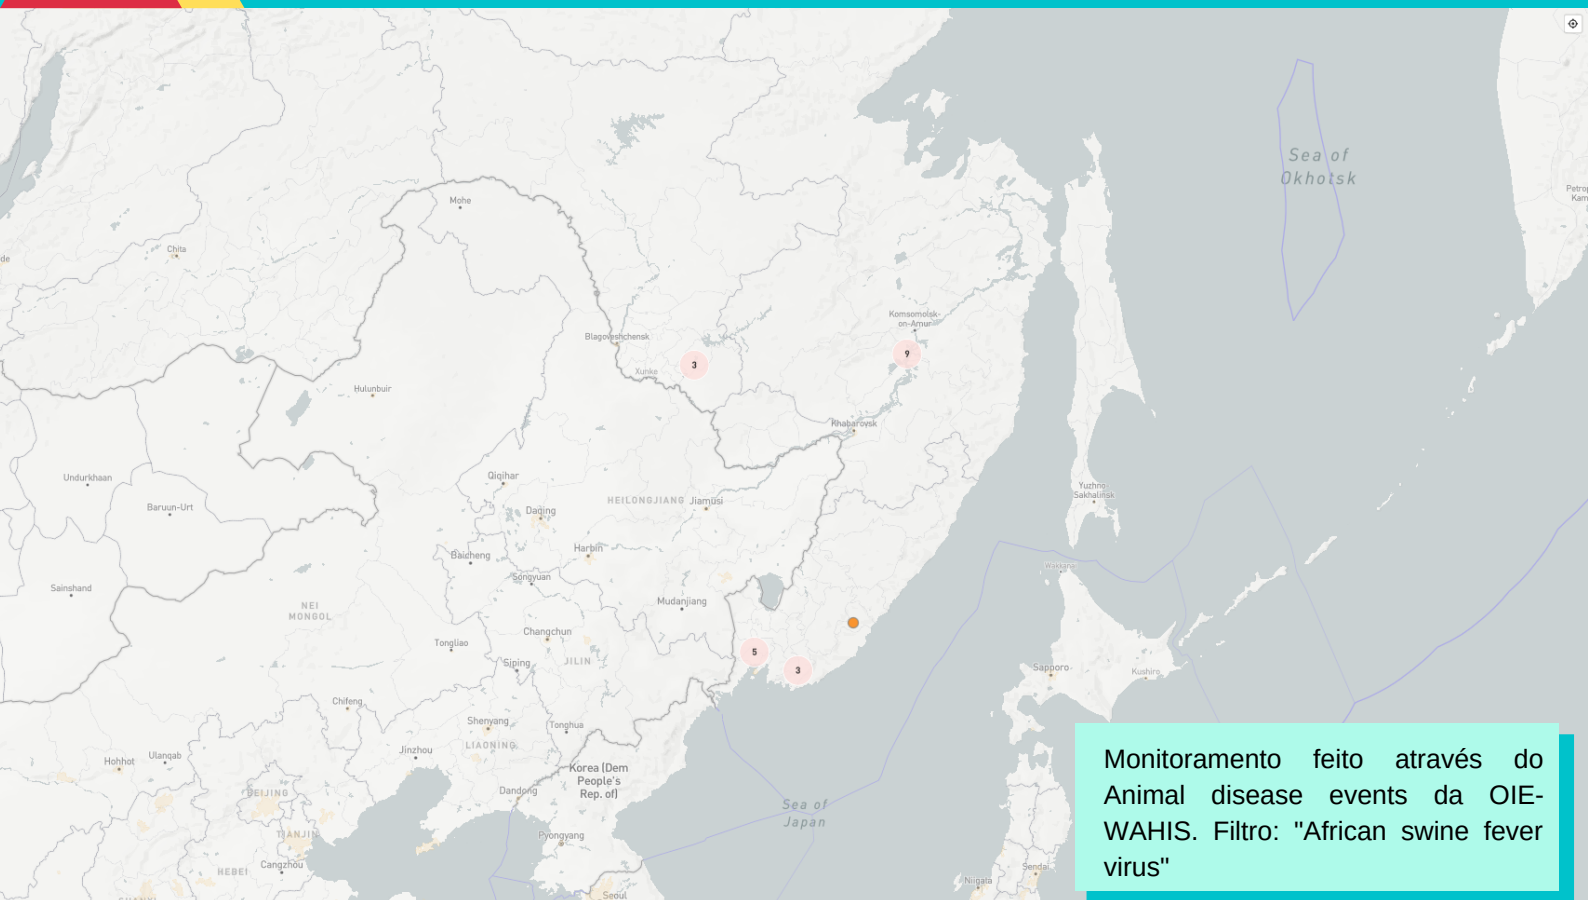 Sea of
Okhotsk
Petrop
Kam
Mohe
Chita
de
Komsomolsk-
on-Amur
Blagoveshchensk
9
3
Xunke
Hulunbuir
Khabarovsk
Undurkhaan
Qiqihar
Yuzhno
Sakhalinsk
HEILONGJIANG
Jiamusi
Baruun-Urt
Daqing
Harbin
Baicheng
Wakkanai
Songyuan
Sainshand
NEI
MONGOL
Mudanjiang
Changchun
Tongliao
5
3
Siping
JILIN
Sapporo
Kushiro
Chifeng
Shenyang
Tonghua
LIAONING
Jinzhou
Ulanqab
Hohhot
Korea (Dem
People's
Rep. of)
Dandong
BEIJING
Sea of
Japan
TIANJIN
Pyongyang
Cangzhou
HEBEI
Sendai
Niigata
Seoul
Monitoramento feito através do
Animal disease events da OIE-
WAHIS. Filtro: "African swine fever
virus"